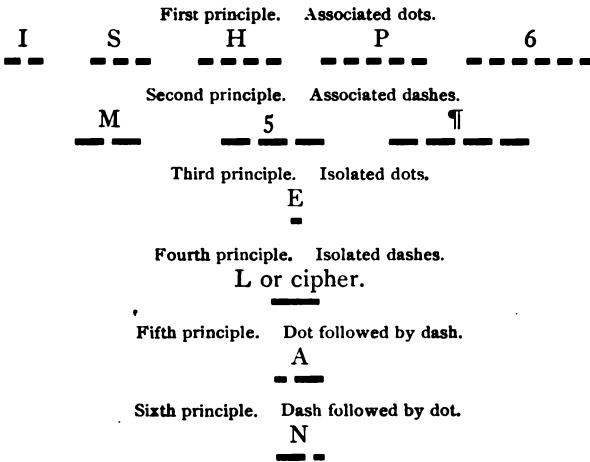 First principle. Associated dots.
I S H P 6
Second principle. Associated dashes.
M 5 ¶
Third principle. Isolated dots.
E
Fourth principle. Isolated dashes.
L or cipher.
Fifth principle. Dot followed by dash.
A
Sixth principle. Dash followed by dot.
N